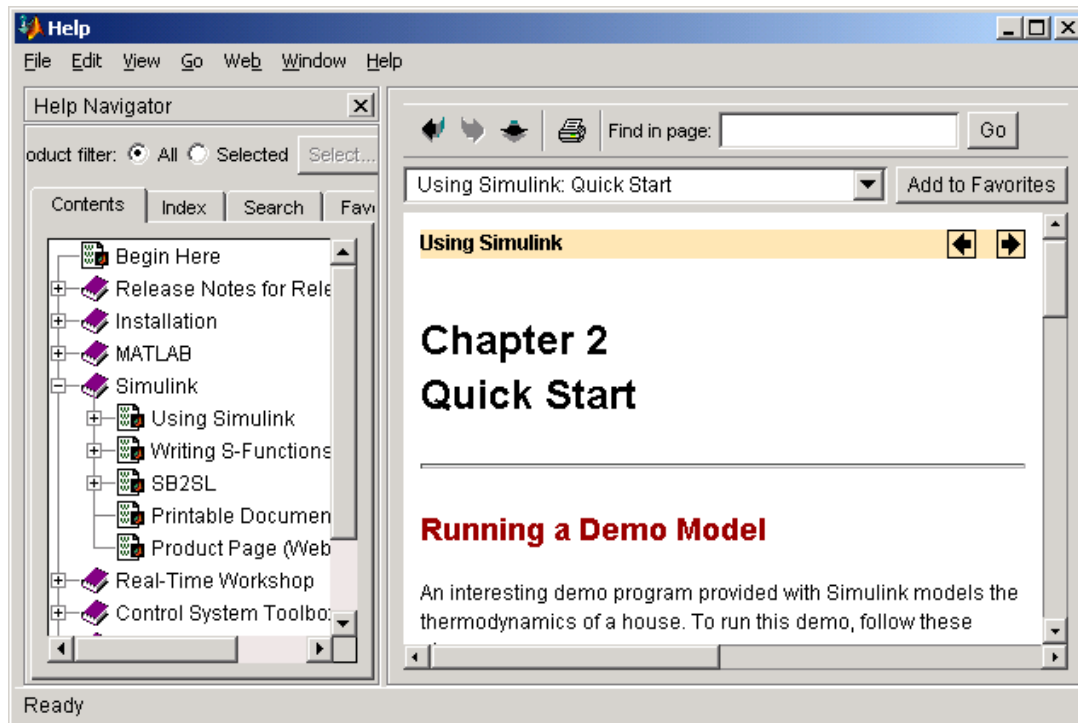 Help
File Edit View Go Web Window Help
Help Navigator
oduct filter: All Selected Select...
Contents Index Search Fav
Begin Here
Release Notes for Rele
Installation
MATLAB
Simulink
Using Simulink
Writing S-Functions
SB2SL
Printable Documen
Product Page (Web
Real-Time Workshop
Control System Toolbo
Find in page: Go
Using Simulink: Quick Start Add to Favorites
Using Simulink
Chapter 2
Quick Start
Running a Demo Model
An interesting demo program provided with Simulink models the
thermodynamics of a house. To run this demo, follow these
Ready